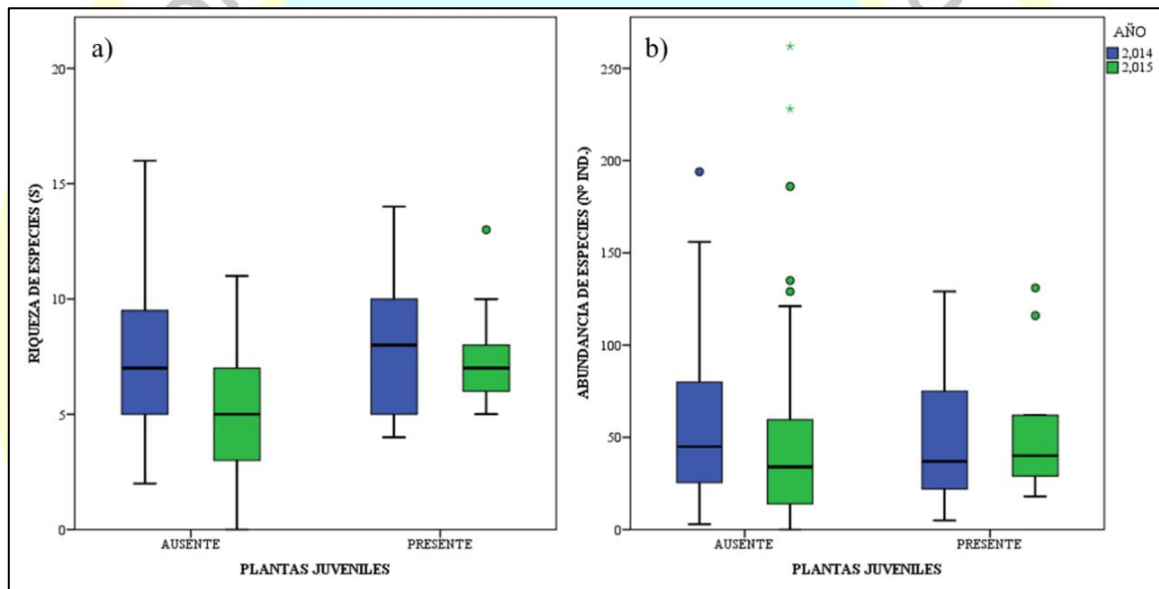 a)
RIQUEZA DE ESPECIES (S)
20
15
10
5
0
AUSENTE PRESENTE
PLANTAS JUVENILES
b)
ABUNDANCIA DE ESPECIES (Nº IND.)
250
200
150
100
50
0
AUSENTE PRESENTE
PLANTAS JUVENILES
AÑO
2,014
2,015